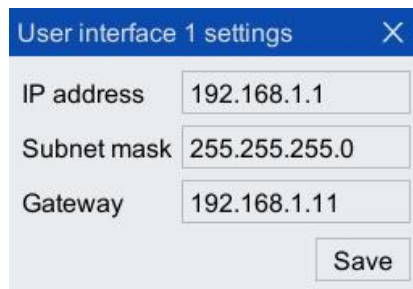 User interface 1 settings
IP address 192.168.1.1
Subnet mask 255.255.255.0
Gateway 192.168.1.11
Save